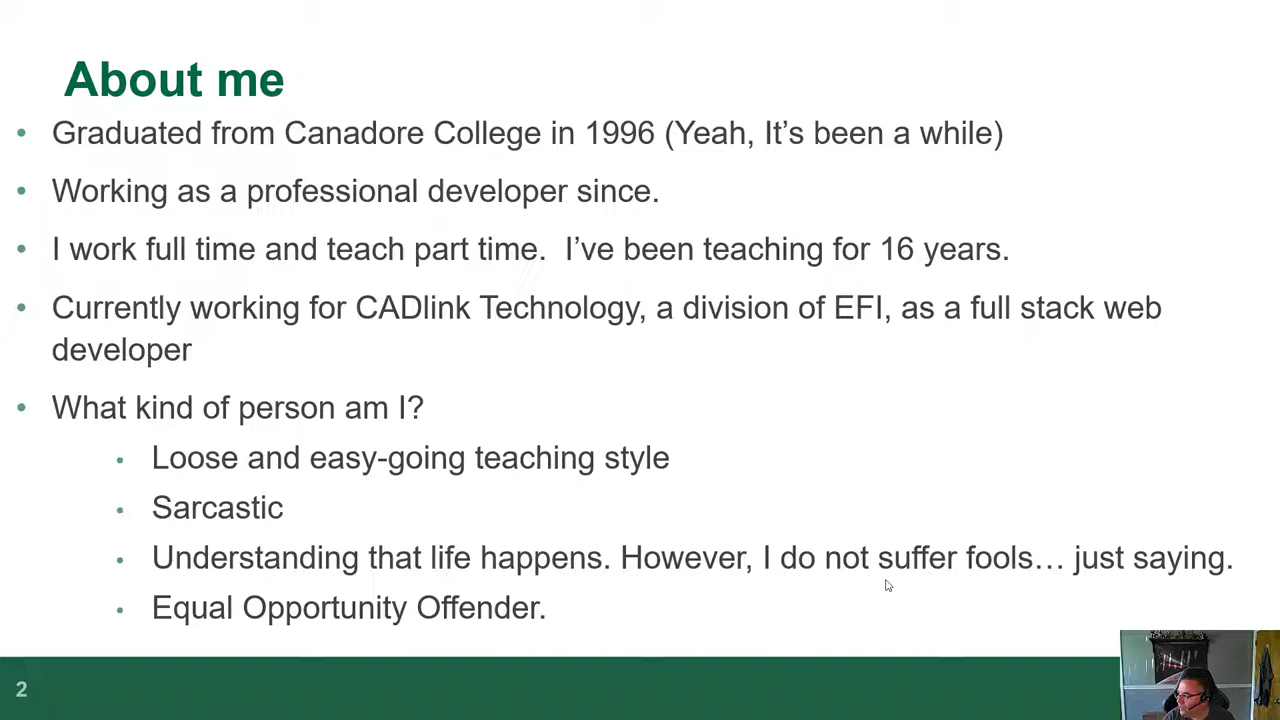 About me
• Graduated from Canadore College in 1996 (Yeah, It’s been a while)
• Working as a professional developer since.
• I work full time and teach part time.  I’ve been teaching for 16 years.
• Currently working for CADlink Technology, a division of EFI, as a full stack web
developer
• What kind of person am I?
• Loose and easy-going teaching style
• Sarcastic
• Understanding that life happens. However, I do not suffer fools… just saying.
• Equal Opportunity Offender.
2